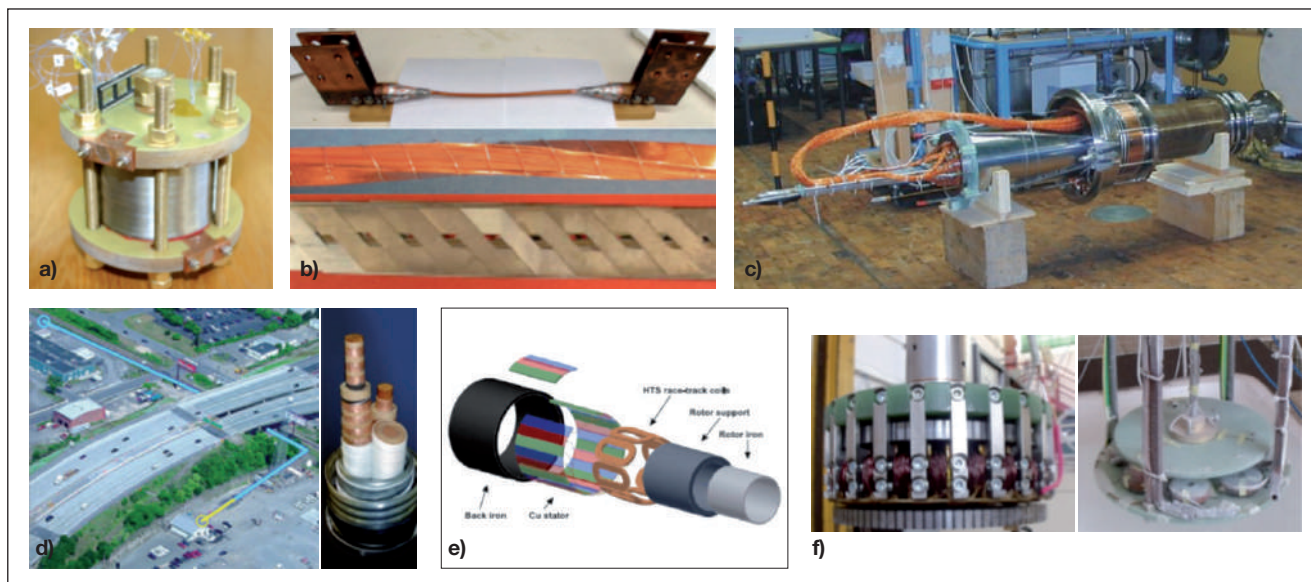 a)
b)
c)
d)
e)
HTS race-track coils
Rotor support
Rotor iron
Back iron
Cu stator
f)